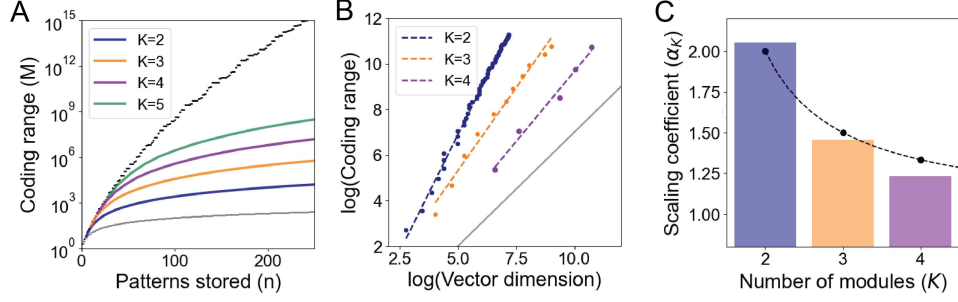 A
Coding range (M)
10^15
10^12
10^9
10^6
10^3
10^0
K=2
K=3
K=4
K=5
0
100
200
Patterns stored (n)
B
log(Coding range)
12
10
8
6
4
2
K=2
K=3
K=4
2.5
5.0
7.5
10.0
log(Vector dimension)
C
Scaling coefficient (α_K)
2.00
1.75
1.50
1.25
1.00
2
3
4
Number of modules (K)